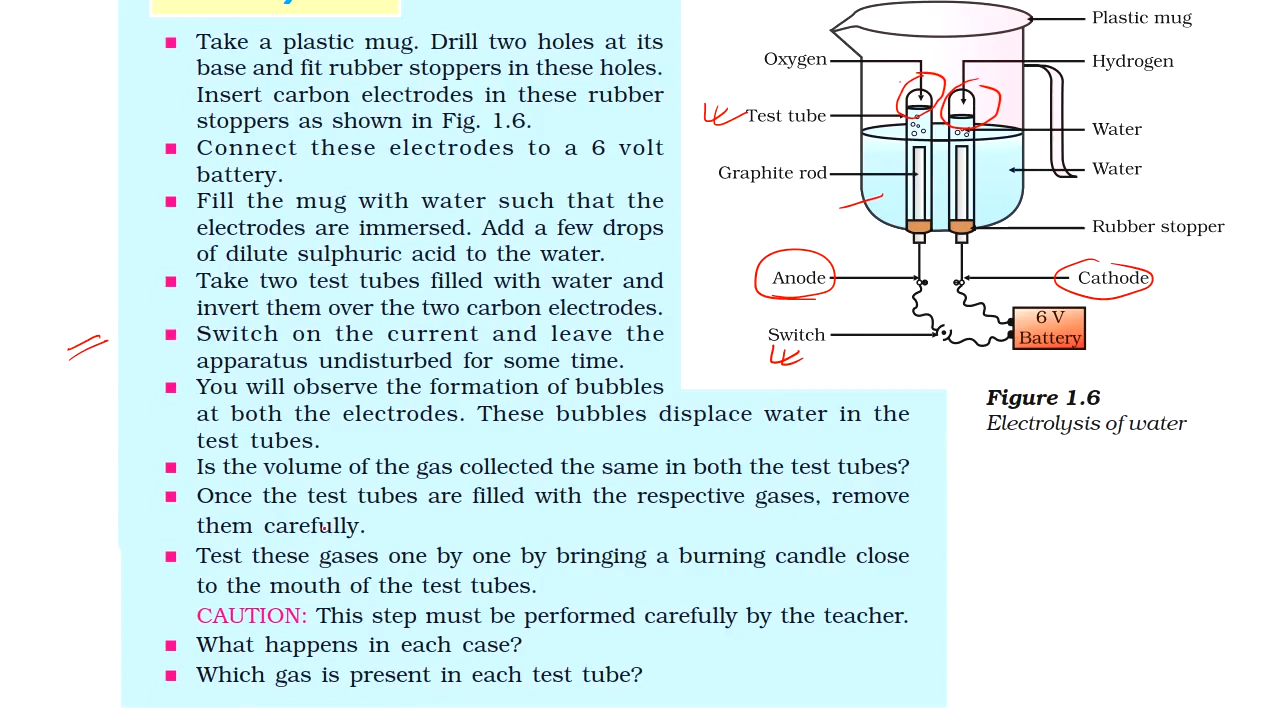 Take a plastic mug. Drill two holes at its
base and fit rubber stoppers in these holes.
Insert carbon electrodes in these rubber
stoppers as shown in Fig. 1.6.
Connect these electrodes to a 6 volt
battery.
Fill the mug with water such that the
electrodes are immersed. Add a few drops
of dilute sulphuric acid to the water.
Take two test tubes filled with water and
invert them over the two carbon electrodes.
Switch on the current and leave the
apparatus undisturbed for some time.
You will observe the formation of bubbles
at both the electrodes. These bubbles displace water in the
test tubes.
Is the volume of the gas collected the same in both the test tubes?
Once the test tubes are filled with the respective gases, remove
them carefully.
Test these gases one by one by bringing a burning candle close
to the mouth of the test tubes.
CAUTION: This step must be performed carefully by the teacher.
What happens in each case?
Which gas is present in each test tube?
Plastic mug
Oxygen
Hydrogen
Test tube
Water
Graphite rod
Water
Rubber stopper
Anode
Cathode
Switch
6 V
Battery
Figure 1.6
Electrolysis of water